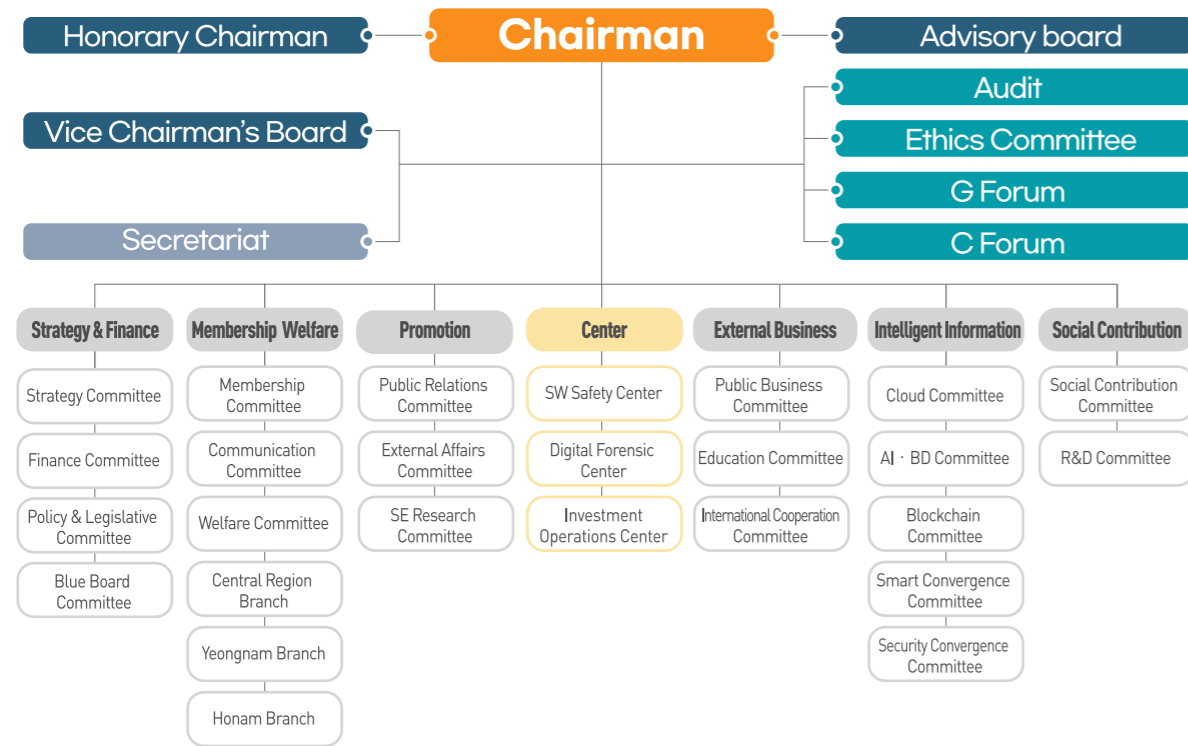 Honorary Chairman
Chairman
Advisory board
Audit
Vice Chairman's Board
Ethics Committee
G Forum
Secretariat
C Forum
Strategy & Finance
Strategy Committee
Finance Committee
Policy & Legislative
Committee
Blue Board
Committee
Membership Welfare
Membership
Committee
Communication
Committee
Welfare Committee
Central Region
Branch
Yeongnam Branch
Honam Branch
Promotion
Public Relations
Committee
External Affairs
Committee
SE Research
Committee
Center
SW Safety Center
Digital Forensic
Center
Investment
Operations Center
External Business
Public Business
Committee
Education Committee
International Cooperation
Committee
Intelligent Information
Cloud Committee
AI · BD Committee
Blockchain
Committee
Smart Convergence
Committee
Security Convergence
Committee
Social Contribution
Social Contribution
Committee
R&D Committee